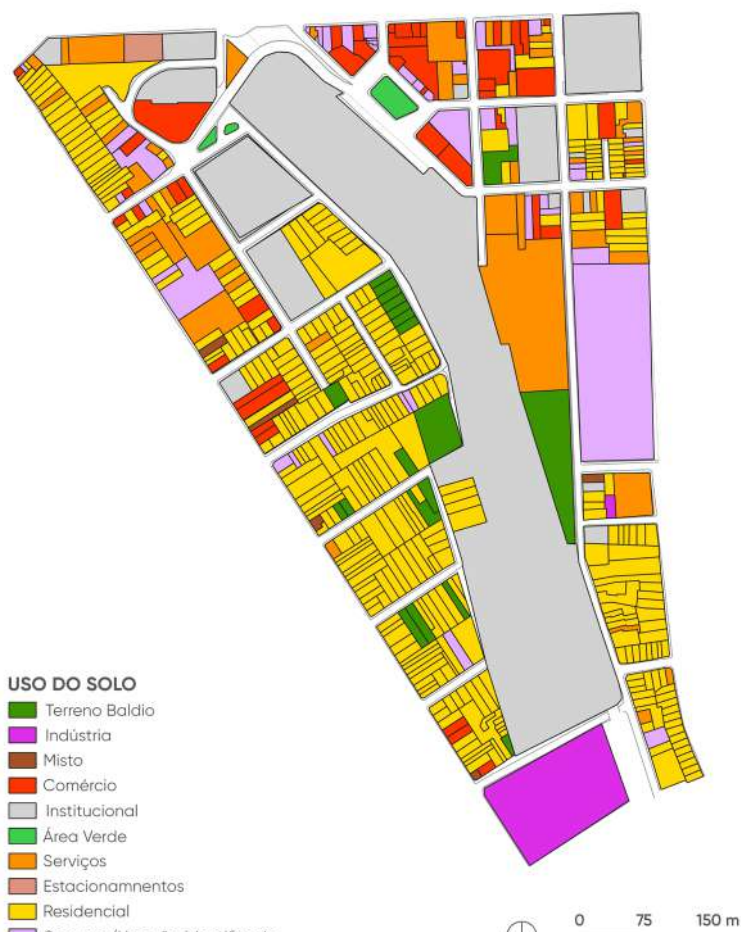 USO DO SOLO
Terreno Baldio
Indústria
Misto
Comércio
Institucional
Área Verde
Serviços
Estacionamnentos
Residencial
0 75 150 m